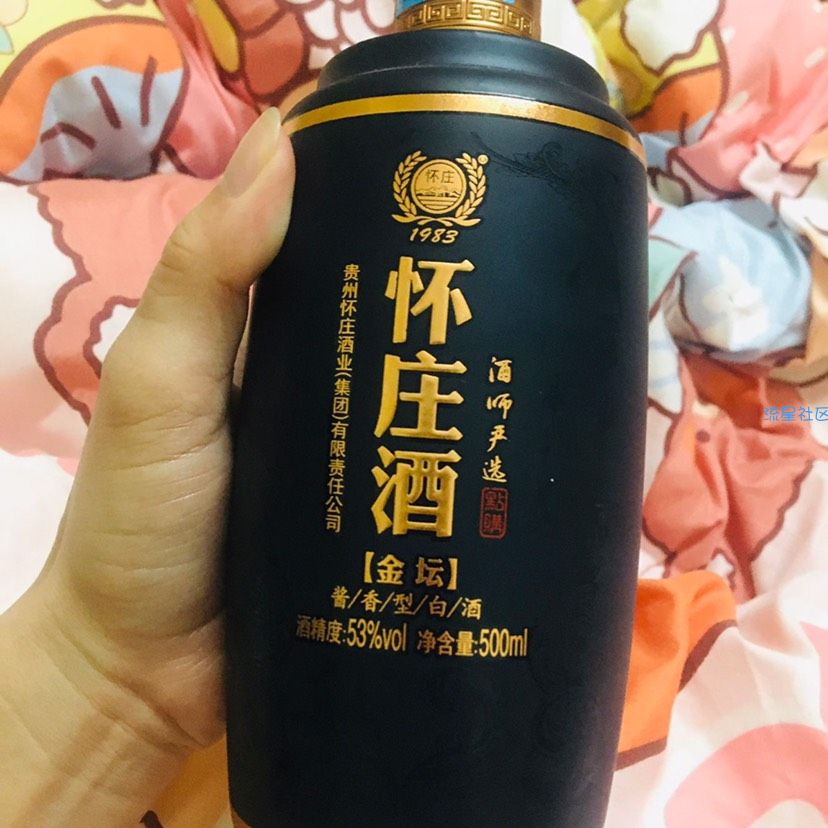 怀庄
1983
怀庄酒
贵州怀庄酒业(集团)有限责任公司
酒师严选
點購
【金坛】
酱/香/型/白/酒
酒精度:53%vol 净含量:500ml
流星社区